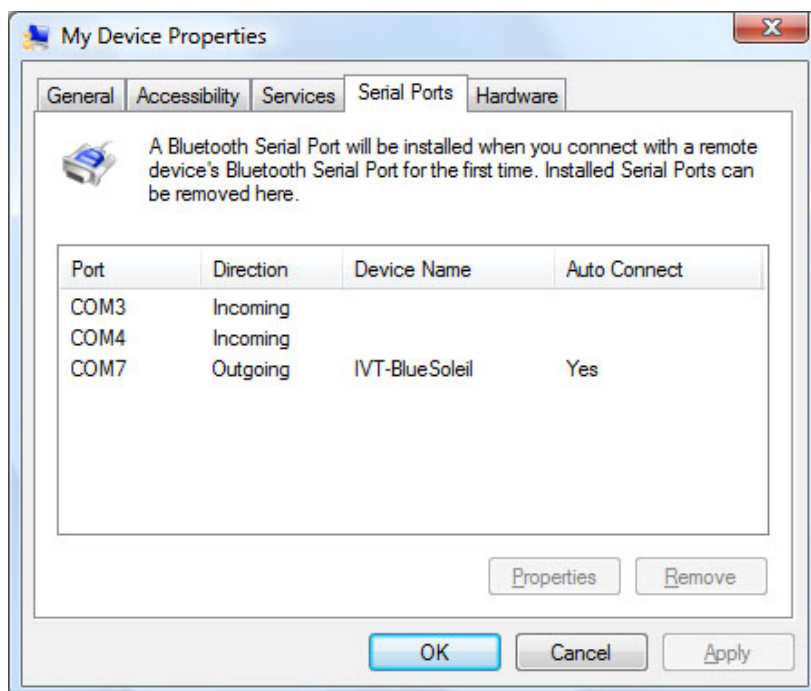 My Device Properties
General Accessibility Services Serial Ports Hardware
A Bluetooth Serial Port will be installed when you connect with a remote
device's Bluetooth Serial Port for the first time. Installed Serial Ports can
be removed here.
Port Direction Device Name Auto Connect
COM3 Incoming
COM4 Incoming
COM7 Outgoing IVT-BlueSoleil Yes
Properties Remove
OK Cancel Apply